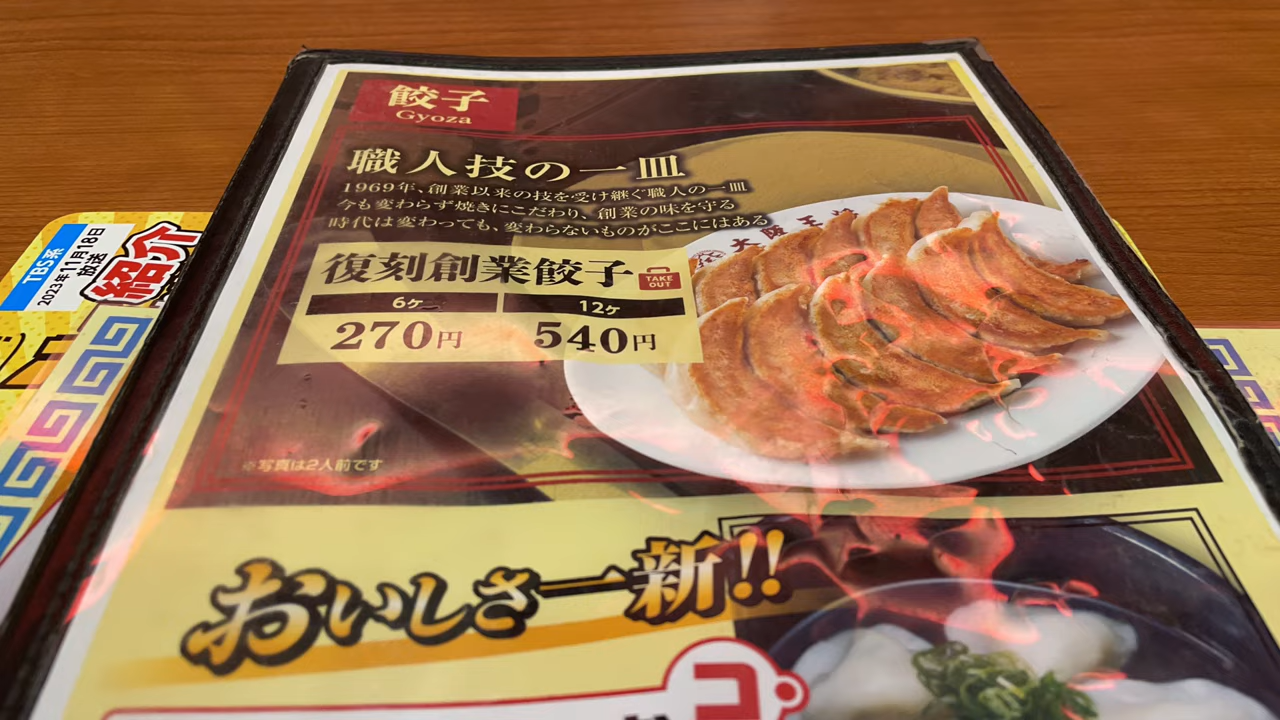 餃子
Gyoza
職人技の一皿
1969年、創業以来の技を受け継ぐ職人の一皿
今も変わらず焼きにこだわり、創業の味を守る
時代は変わっても、変わらないものがここにはある
大阪王将
復刻創業餃子
TAKE
OUT
6ケ 12ケ
270円 540円
※写真は2人前です
おいしさ一新!!
TBS系
2023年11月18日
放送
紹介